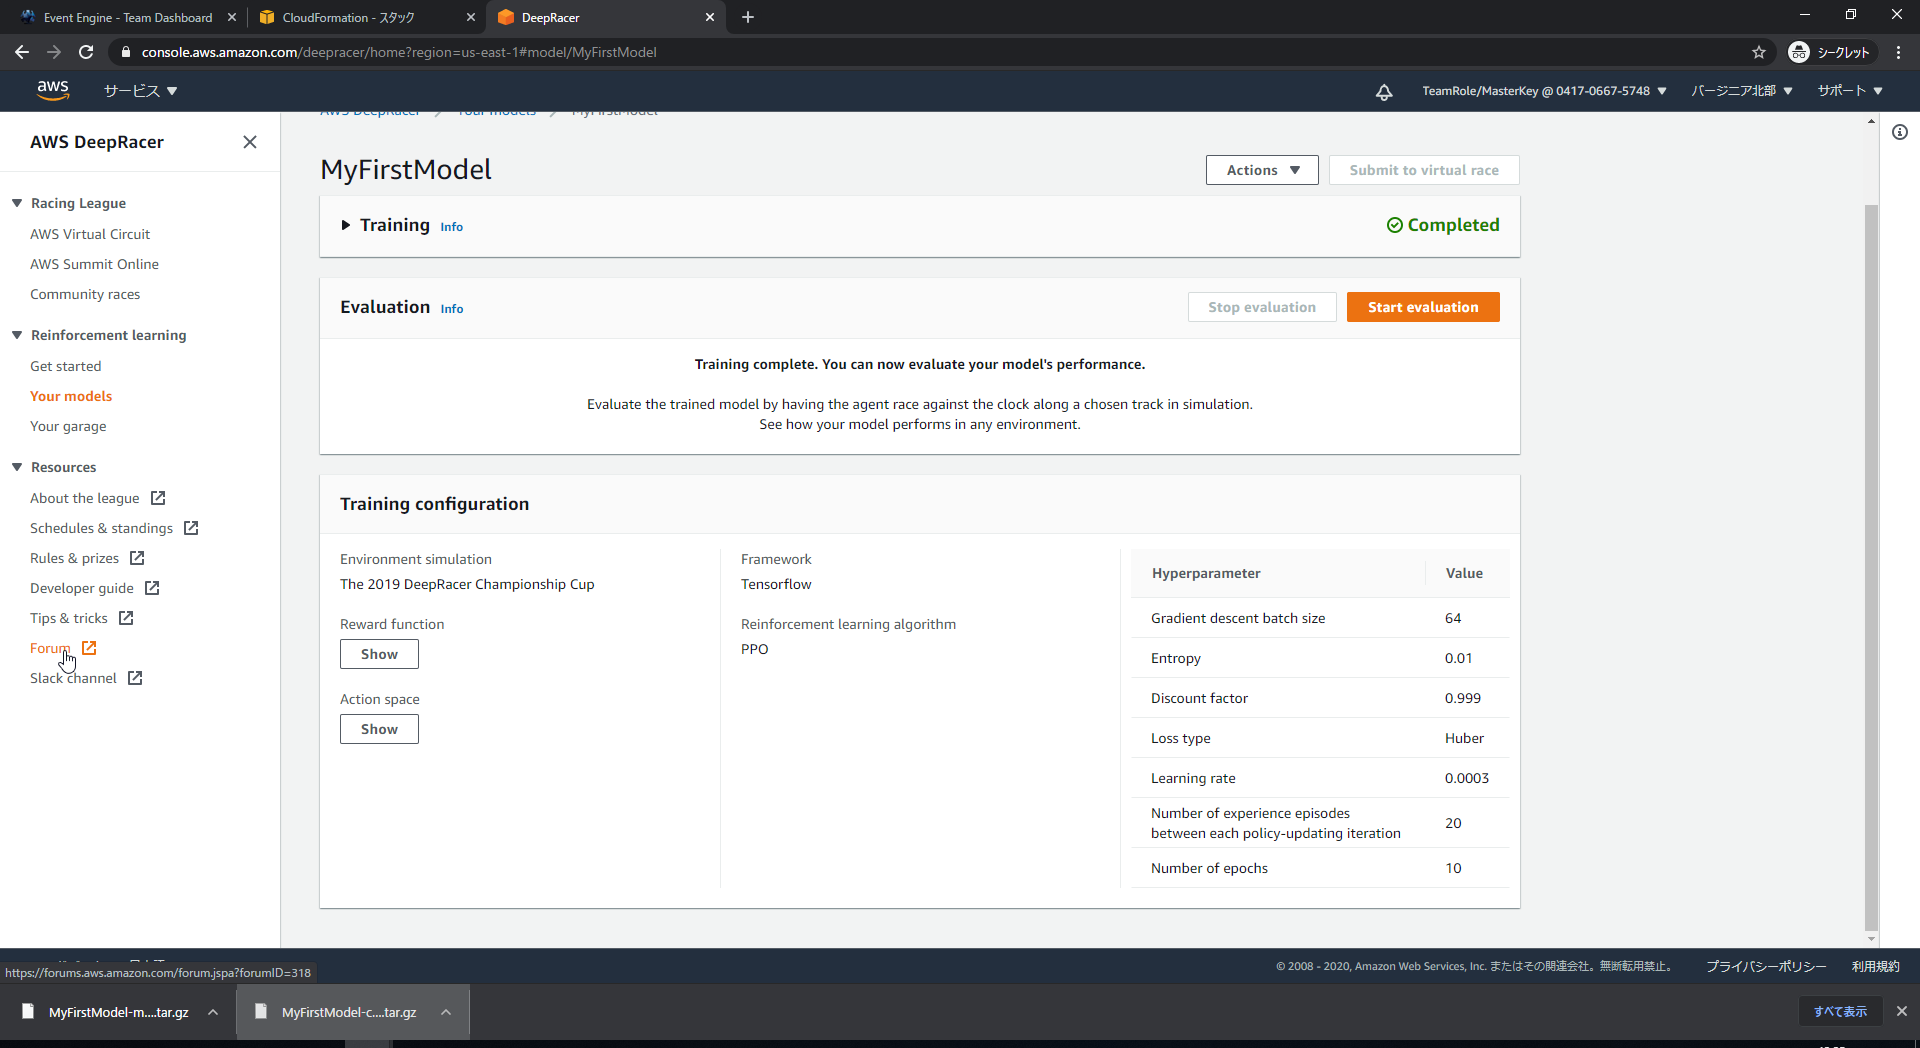 Event Engine - Team Dashboard
CloudFormation - スタック
DeepRacer
console.aws.amazon.com/deepracer/home?region=us-east-1#model/MyFirstModel
シークレット
aws
サービス
TeamRole/MasterKey @ 0417-0667-5748
バージニア北部
サポート
AWS DeepRacer
Your models
MyFirstModel
AWS DeepRacer
Racing League
AWS Virtual Circuit
AWS Summit Online
Community races
Reinforcement learning
Get started
Your models
Your garage
Resources
About the league
Schedules & standings
Rules & prizes
Developer guide
Tips & tricks
Forum
Slack channel
MyFirstModel
Actions
Submit to virtual race
Training Info
Completed
Evaluation Info
Stop evaluation
Start evaluation
Training complete. You can now evaluate your model's performance.
Evaluate the trained model by having the agent race against the clock along a chosen track in simulation.
See how your model performs in any environment.
Training configuration
Environment simulation
The 2019 DeepRacer Championship Cup
Reward function
Show
Action space
Show
Framework
Tensorflow
Reinforcement learning algorithm
PPO
Hyperparameter Value
Gradient descent batch size 64
Entropy 0.01
Discount factor 0.999
Loss type Huber
Learning rate 0.0003
Number of experience episodes
between each policy-updating iteration 20
Number of epochs 10
https://forums.aws.amazon.com/forum.jspa?forumID=318
© 2008 - 2020, Amazon Web Services, Inc. またはその関連会社。無断転用禁止。
プライバシーポリシー
利用規約
MyFirstModel-m....tar.gz
MyFirstModel-c....tar.gz
すべて表示